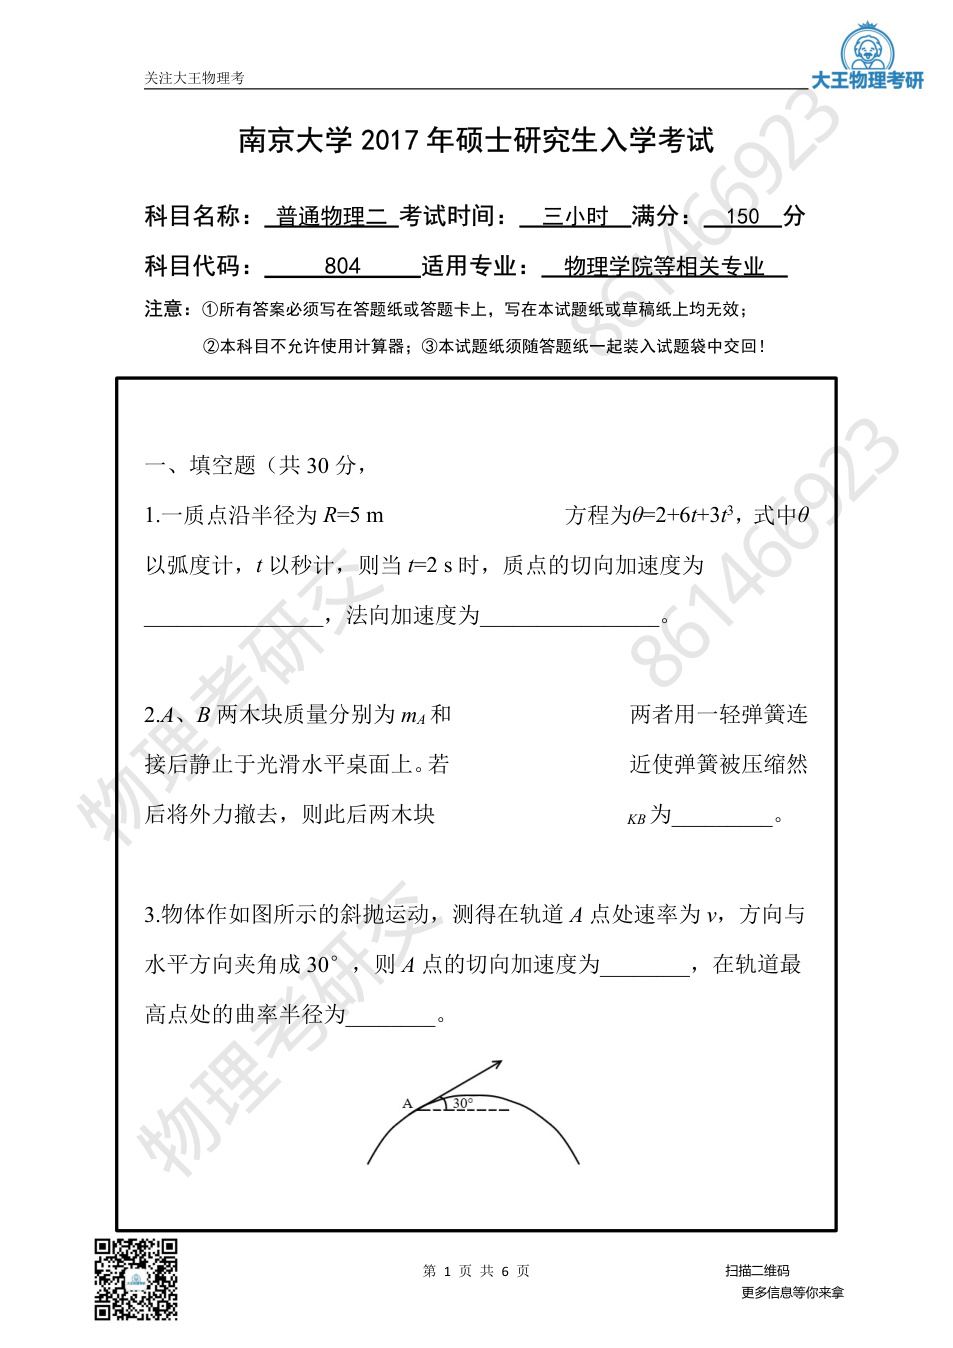 关注大王物理考
大王物理考研
南京大学 2017 年硕士研究生入学考试
科目名称： 普通物理二 考试时间： 三小时 满分： 150 分
科目代码： 804 适用专业： 物理学院等相关专业
注意：①所有答案必须写在答题纸或答题卡上，写在本试题纸或草稿纸上均无效；
②本科目不允许使用计算器；③本试题纸须随答题纸一起装入试题袋中交回！
一、填空题（共 30 分，
1.一质点沿半径为 R=5 m 方程为θ=2+6t+3t³，式中θ
以弧度计，t 以秒计，则当 t=2 s 时，质点的切向加速度为
________________，法向加速度为________________。
2.A、B 两木块质量分别为 mA 和 两者用一轻弹簧连
接后静止于光滑水平桌面上。若 近使弹簧被压缩然
后将外力撤去，则此后两木块 KB 为_________。
3.物体作如图所示的斜抛运动，测得在轨道 A 点处速率为 v，方向与
水平方向夹角成 30°，则 A 点的切向加速度为________，在轨道最
高点处的曲率半径为________。
A 30°
第 1 页 共 6 页
扫描二维码
更多信息等你来拿
861466923
861466923
物理考研交
物理考研交
大王物理考研